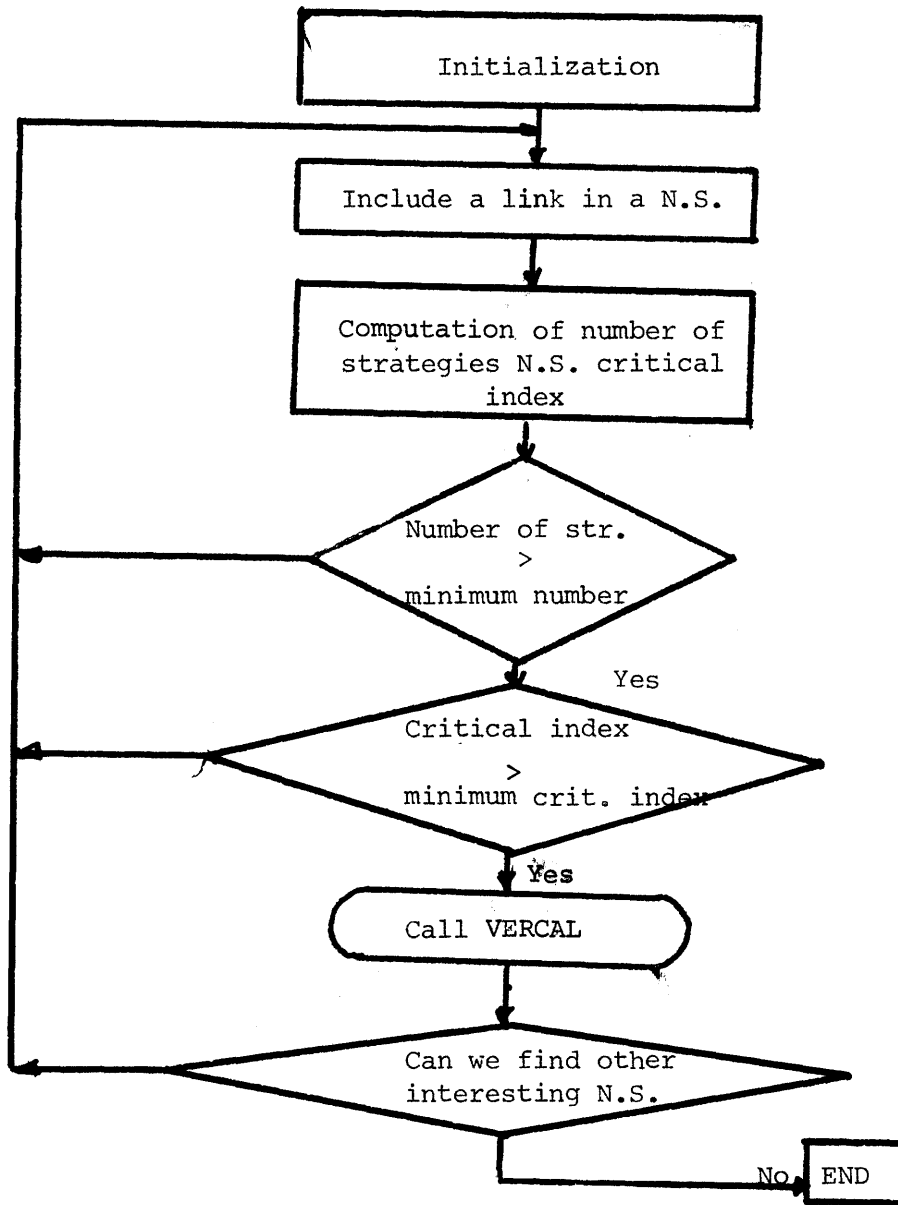 Initialization
Include a link in a N.S.
Computation of number of
strategies N.S. critical
index
Number of str.
>
minimum number
Yes
Critical index
>
minimum crit. index
Yes
Call VERCAL
Can we find other
interesting N.S.
No
END